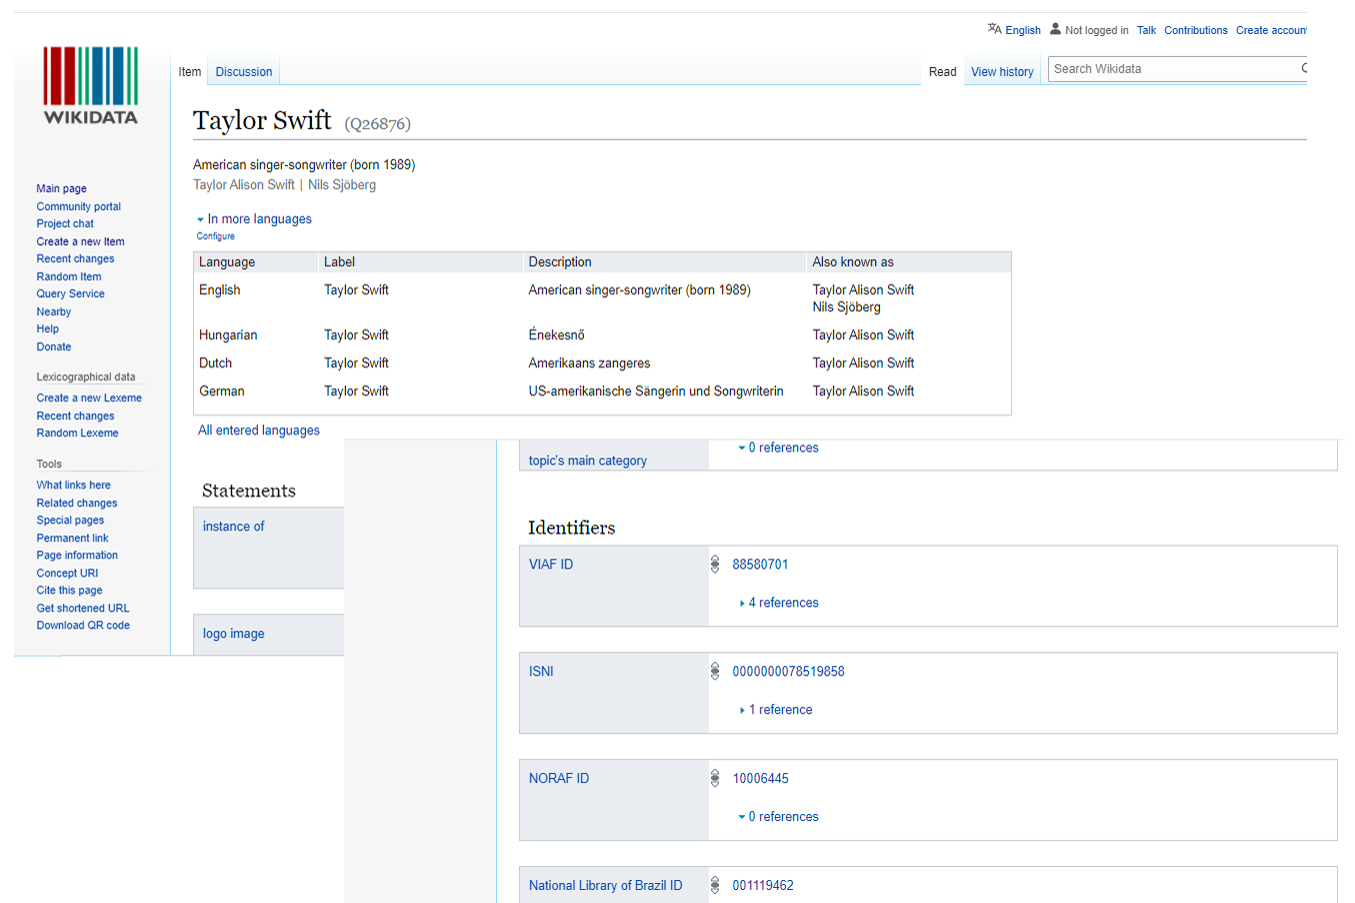 English Not logged in Talk Contributions Create account
WIKIDATA
Item Discussion Read View history Search Wikidata
Taylor Swift (Q26876)
American singer-songwriter (born 1989)
Taylor Alison Swift | Nils Sjöberg
In more languages
Configure
Language Label Description Also known as
English Taylor Swift American singer-songwriter (born 1989) Taylor Alison Swift
Nils Sjöberg
Hungarian Taylor Swift Énekesnő Taylor Alison Swift
Dutch Taylor Swift Amerikaans zangeres Taylor Alison Swift
German Taylor Swift US-amerikanische Sängerin und Songwriterin Taylor Alison Swift
All entered languages
Main page
Community portal
Project chat
Create a new Item
Recent changes
Random Item
Query Service
Nearby
Help
Donate
Lexicographical data
Create a new Lexeme
Recent changes
Random Lexeme
Tools
What links here
Related changes
Special pages
Permanent link
Page information
Concept URI
Cite this page
Get shortened URL
Download QR code
Statements
instance of
logo image
0 references
topic's main category
Identifiers
VIAF ID 88580701
4 references
ISNI 0000000078519858
1 reference
NORAF ID 10006445
0 references
National Library of Brazil ID 001119462